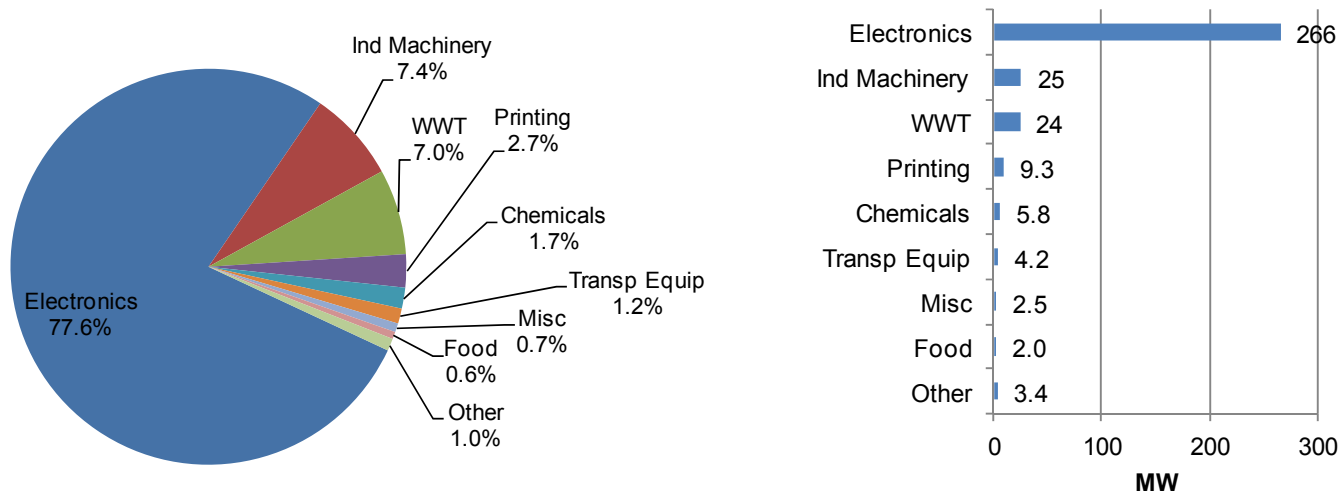 Ind Machinery
7.4%
WWT
7.0%
Printing
2.7%
Chemicals
1.7%
Transp Equip
1.2%
Misc
0.7%
Food
0.6%
Other
1.0%
Electronics
77.6%
Electronics 266
Ind Machinery 25
WWT 24
Printing 9.3
Chemicals 5.8
Transp Equip 4.2
Misc 2.5
Food 2.0
Other 3.4
0 100 200 300
MW